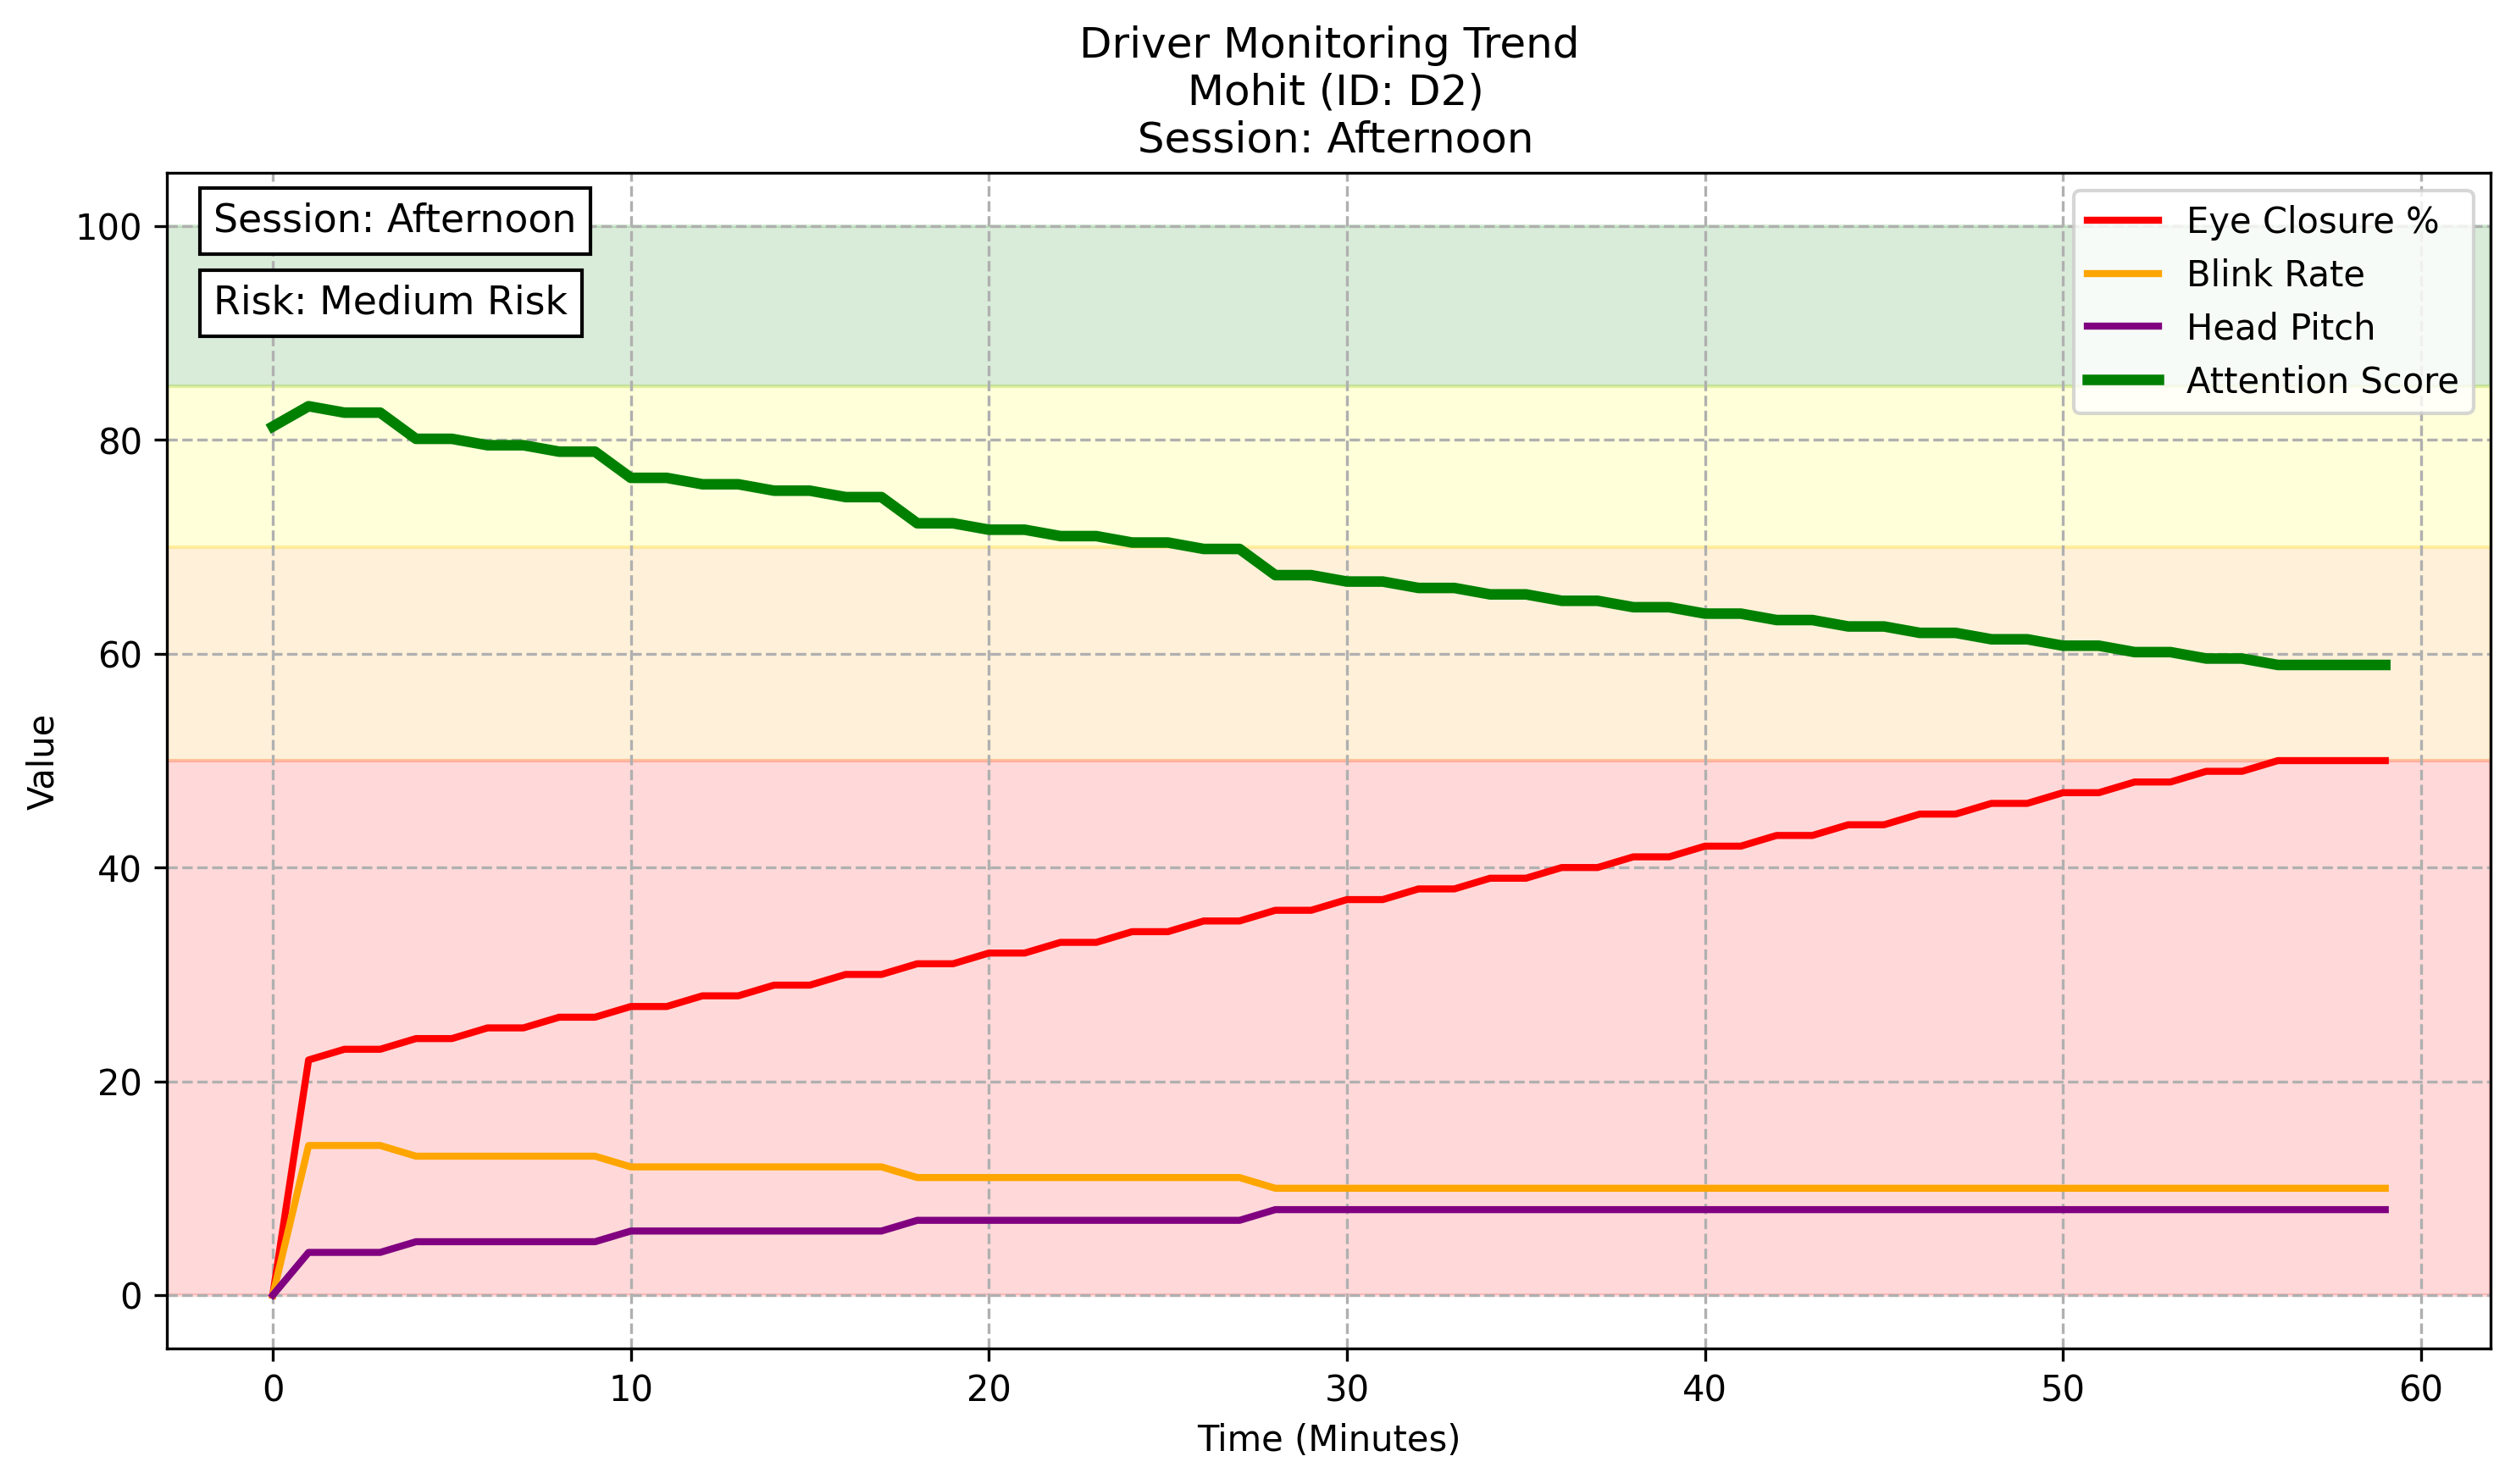 Driver Monitoring Trend
Mohit (ID: D2)
Session: Afternoon
Session: Afternoon
Risk: Medium Risk
Eye Closure %
Blink Rate
Head Pitch
Attention Score
Value
100
80
60
40
20
0
0 10 20 30 40 50 60
Time (Minutes)